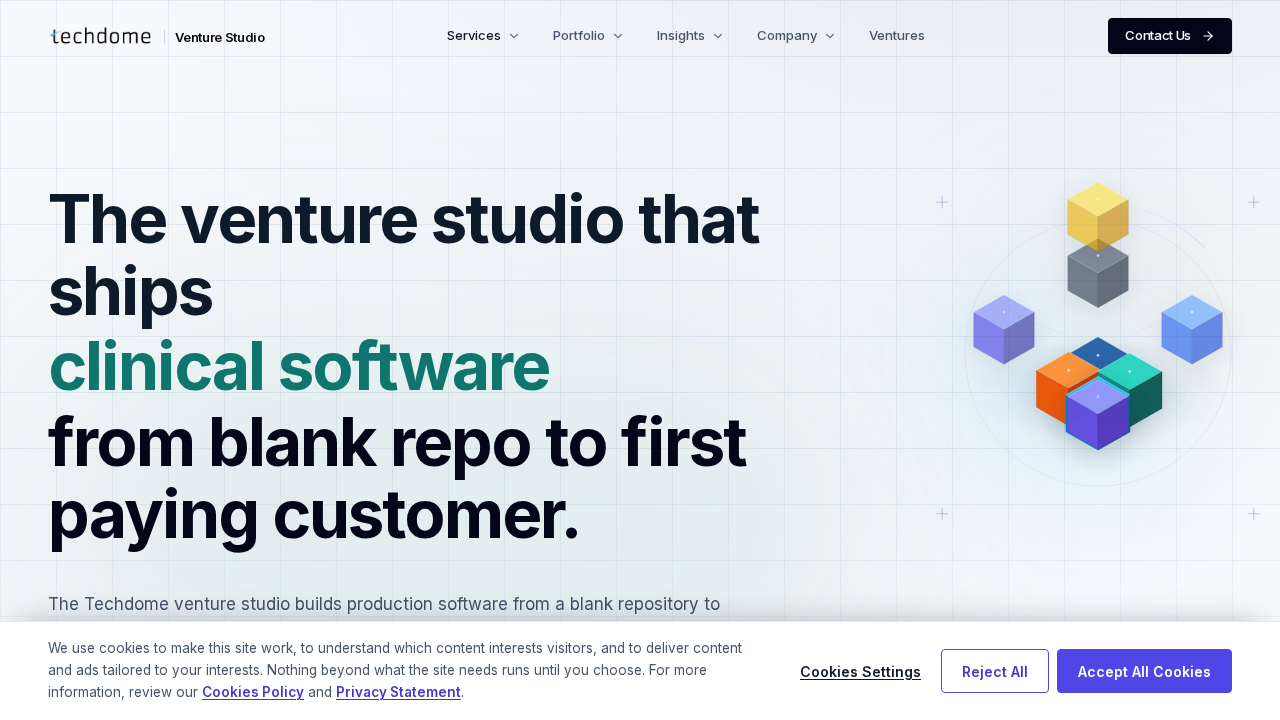 techdome Venture Studio Services Portfolio Insights Company Ventures Contact Us
The venture studio that
ships
clinical software
from blank repo to first
paying customer.
The Techdome venture studio builds production software from a blank repository to
We use cookies to make this site work, to understand which content interests visitors, and to deliver content
and ads tailored to your interests. Nothing beyond what the site needs runs until you choose. For more
information, review our Cookies Policy and Privacy Statement.
Cookies Settings Reject All Accept All Cookies